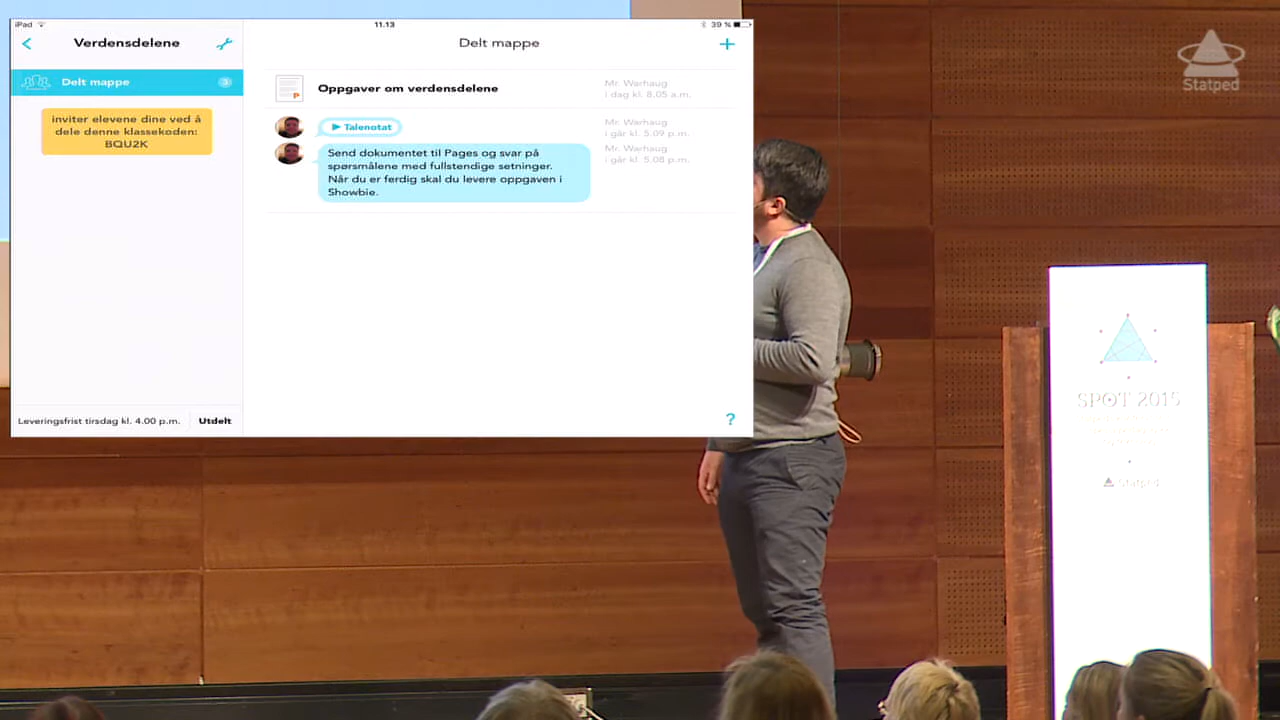 iPad
11.13
39 %
Verdensdelene
Delt mappe
Delt mappe
3
inviter elevene dine ved å
dele denne klassekoden:
BQU2K
Oppgaver om verdensdelene
Mr. Warhaug
i dag kl. 8.05 a.m.
P
Talenotat
Mr. Warhaug
i går kl. 5.09 p.m.
Send dokumentet til Pages og svar på
spørsmålene med fullstendige setninger.
Når du er ferdig skal du levere oppgaven i
Showbie.
Mr. Warhaug
i går kl. 5.08 p.m.
Leveringsfrist tirsdag kl. 4.00 p.m.
Utdelt
?
Statped
SPOT 2015
Statped